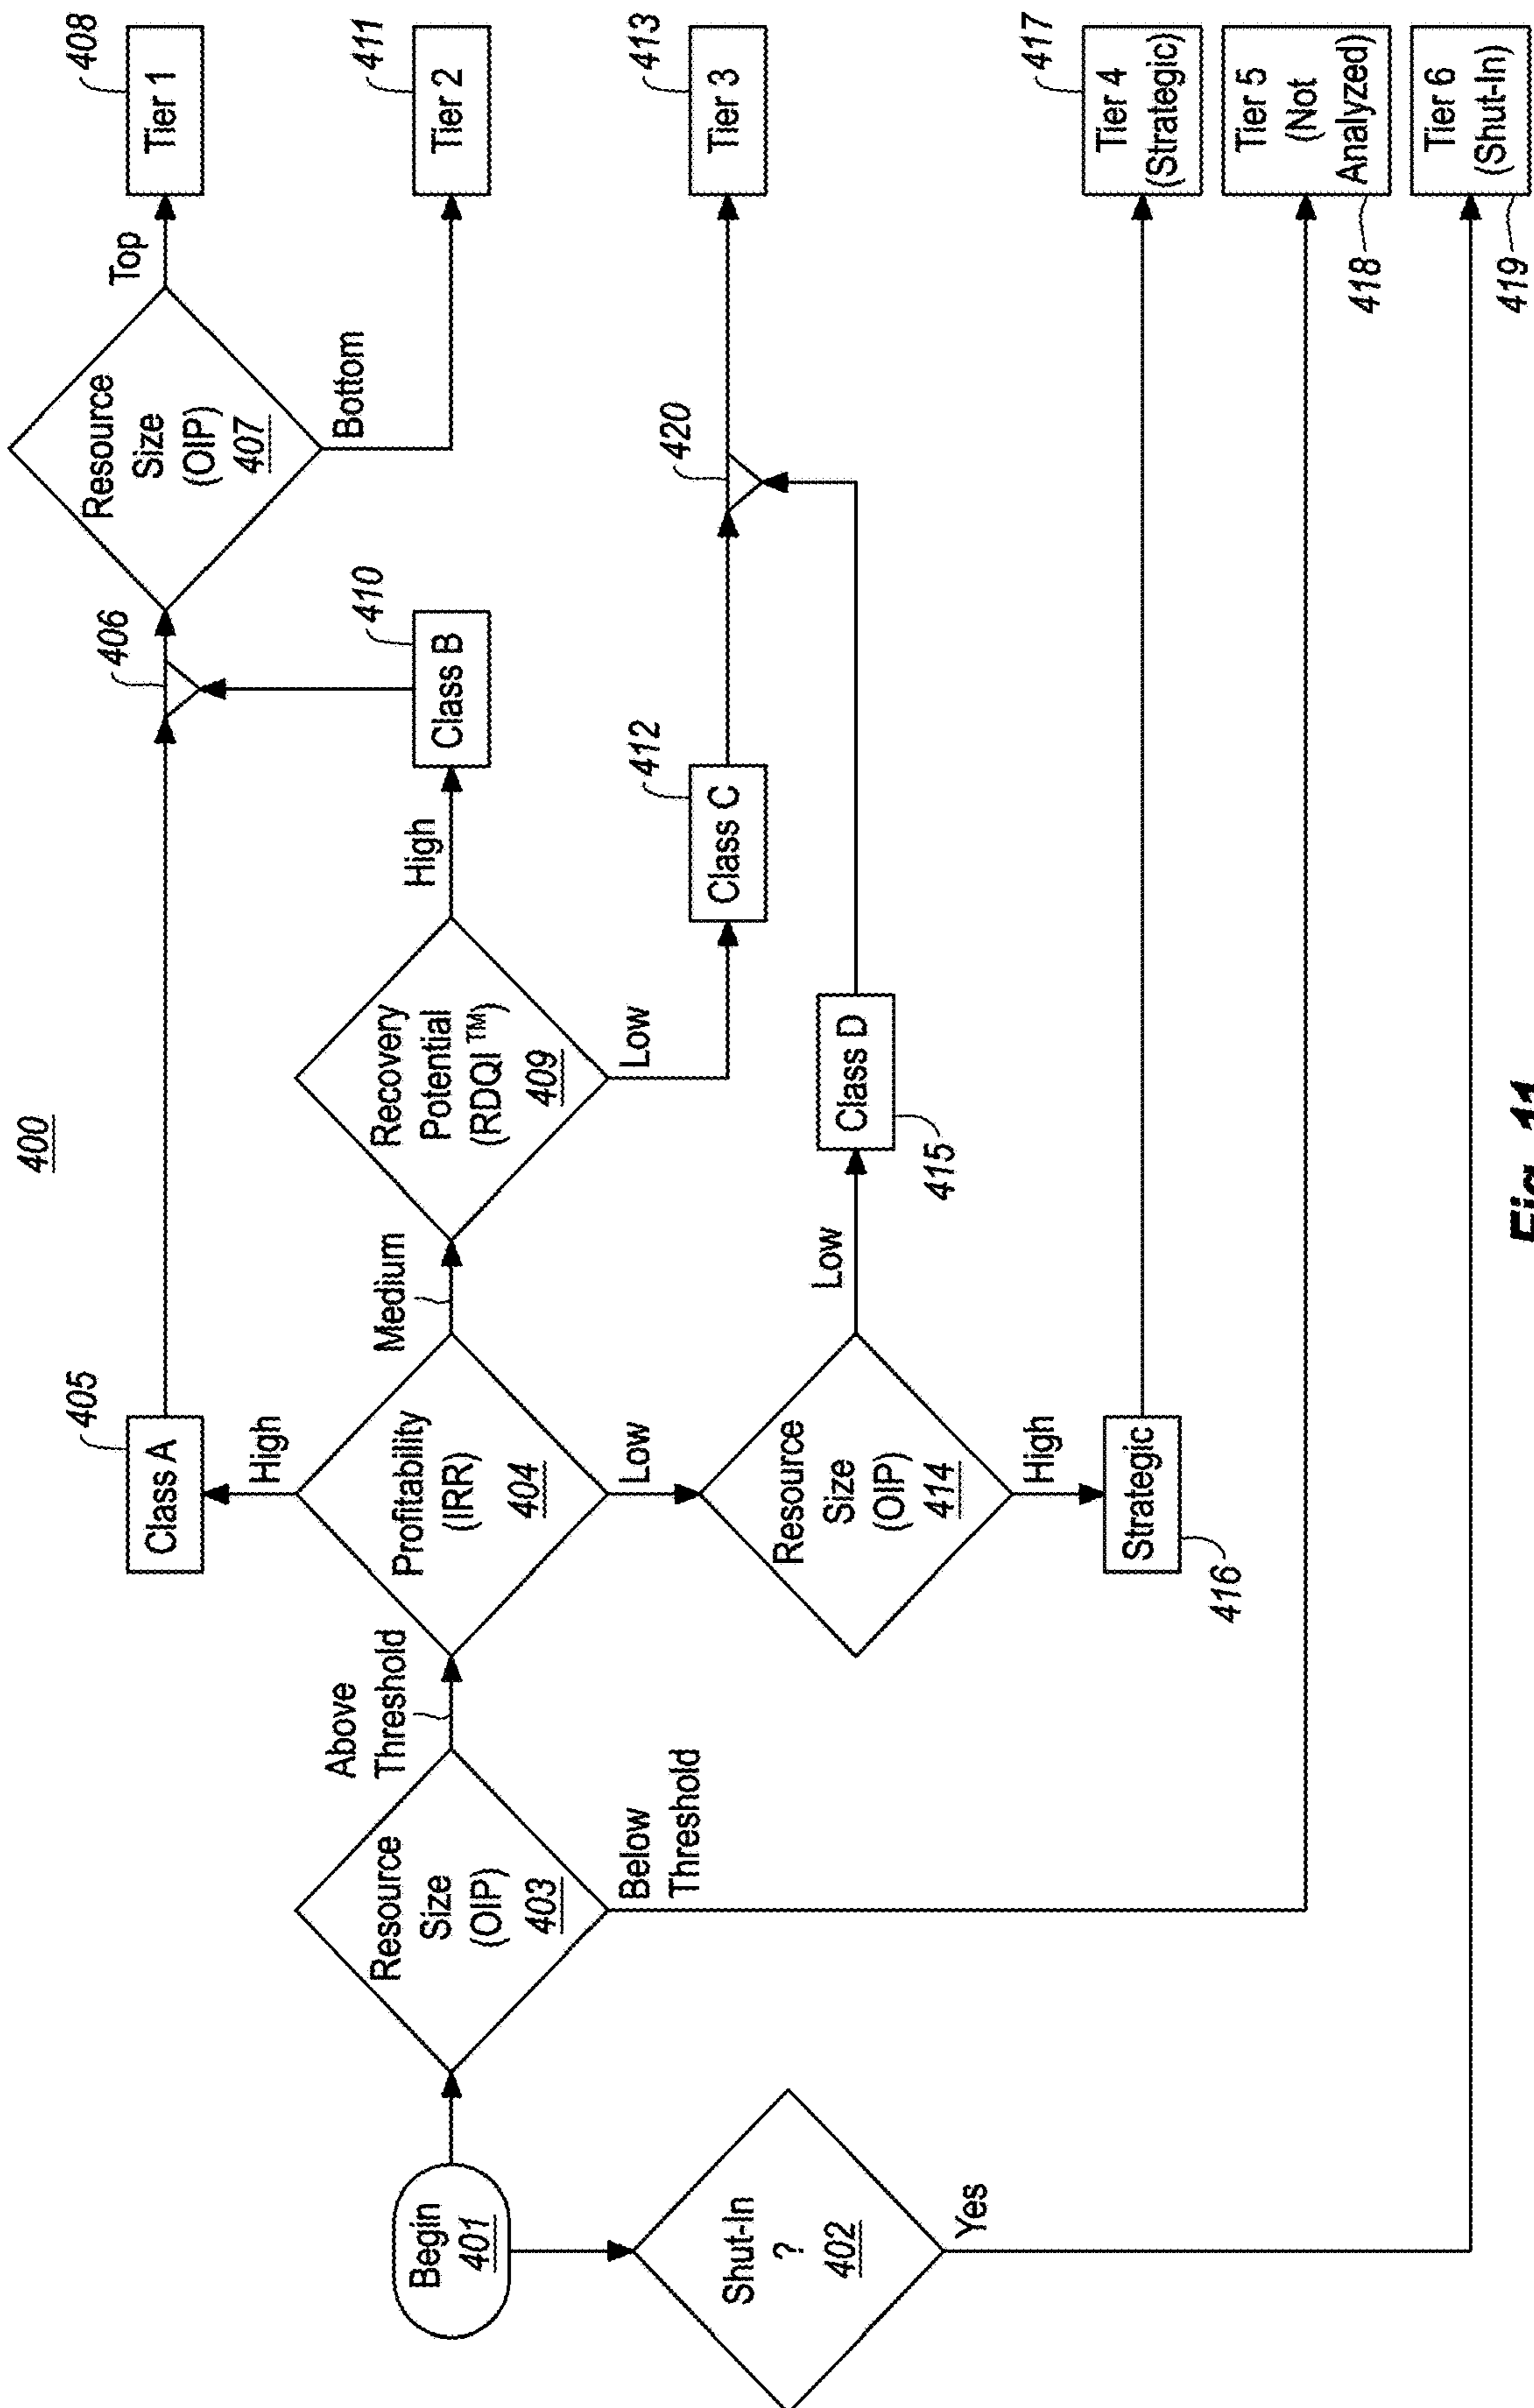 400
Begin
401
Shut-In
?
402
Yes
Resource
Size
(OIP)
403
Above
Threshold
Below
Threshold
Profitability
(IRR)
404
High
Medium
Low
Class A
405
Resource
Size
(OIP)
414
Low
High
Strategic
416
Class D
415
Recovery
Potential
(RDQI™)
409
High
Low
Class B
410
Class C
412
406
420
Resource
Size
(OIP)
407
Top
Bottom
Tier 1
408
Tier 2
411
Tier 3
413
Tier 4
(Strategic)
417
Tier 5
(Not
Analyzed)
418
Tier 6
(Shut-In)
419
Fig. 11